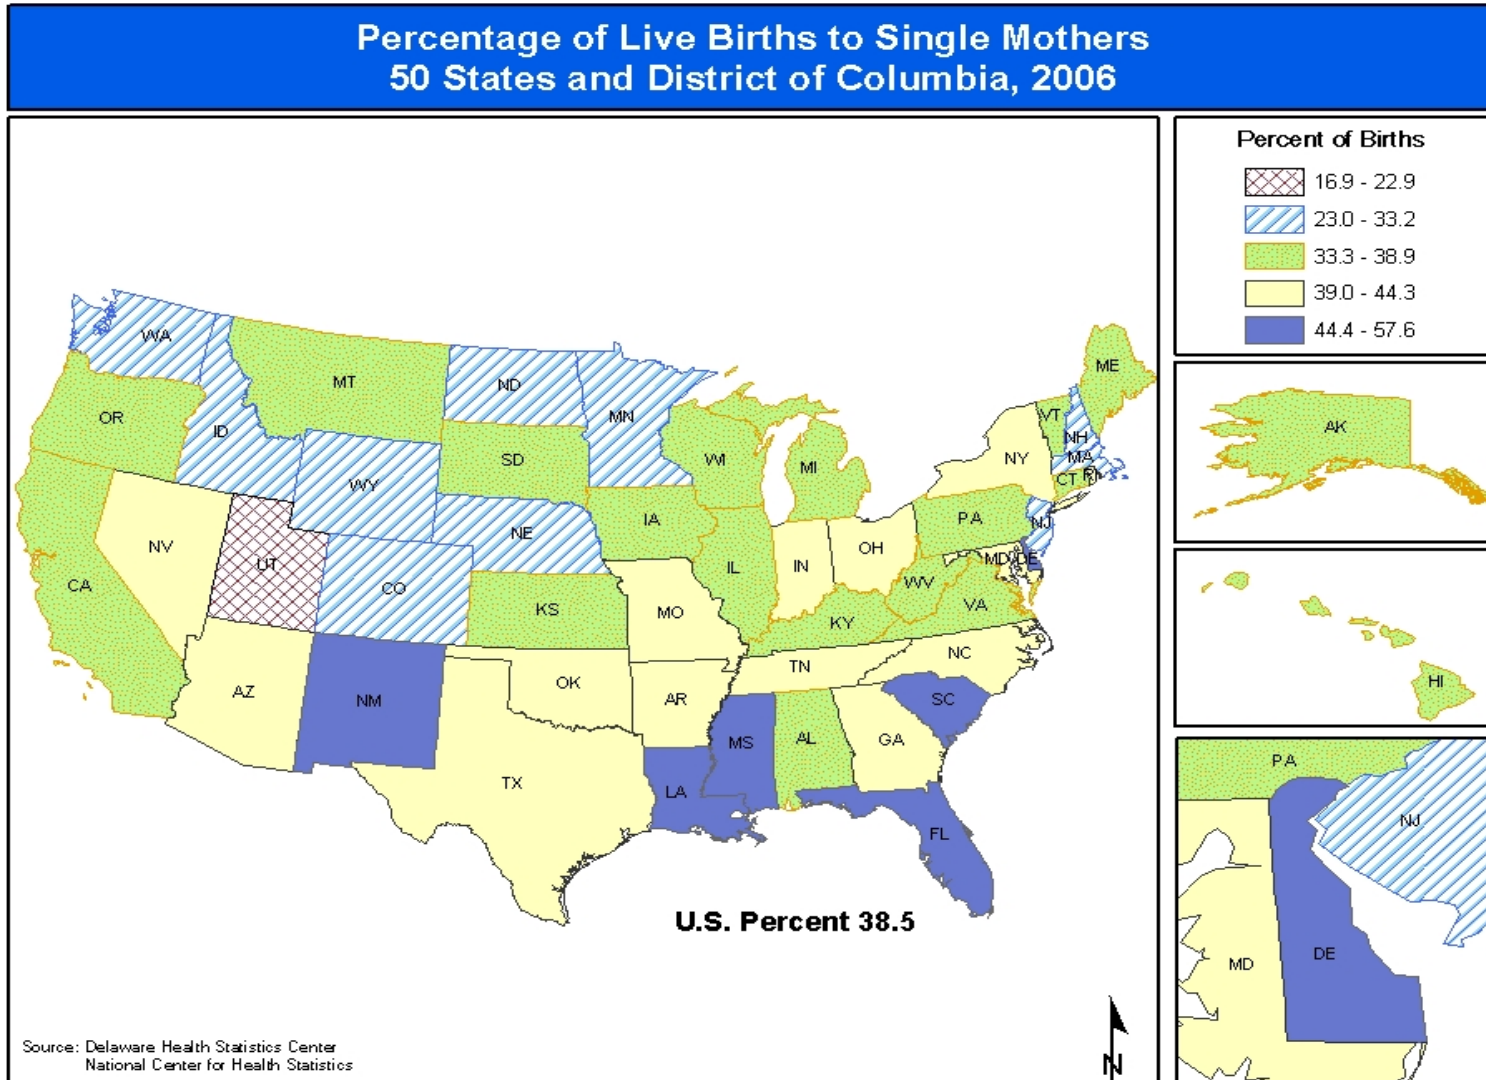 Percentage of Live Births to Single Mothers
50 States and District of Columbia, 2006
Percent of Births
16.9 - 22.9
23.0 - 33.2
33.3 - 38.9
39.0 - 44.3
44.4 - 57.6
WA
MT
ND
MN
ME
OR
ID
WY
SD
WI
MI
NY
VT
NH
MA
CT
RI
NV
UT
CO
NE
IA
IL
IN
OH
PA
NJ
MD
DE
CA
KS
MO
KY
WV
VA
AZ
NM
OK
AR
TN
NC
TX
LA
MS
AL
GA
SC
FL
U.S. Percent 38.5
AK
HI
PA
NJ
MD
DE
N
Source: Delaware Health Statistics Center
National Center for Health Statistics